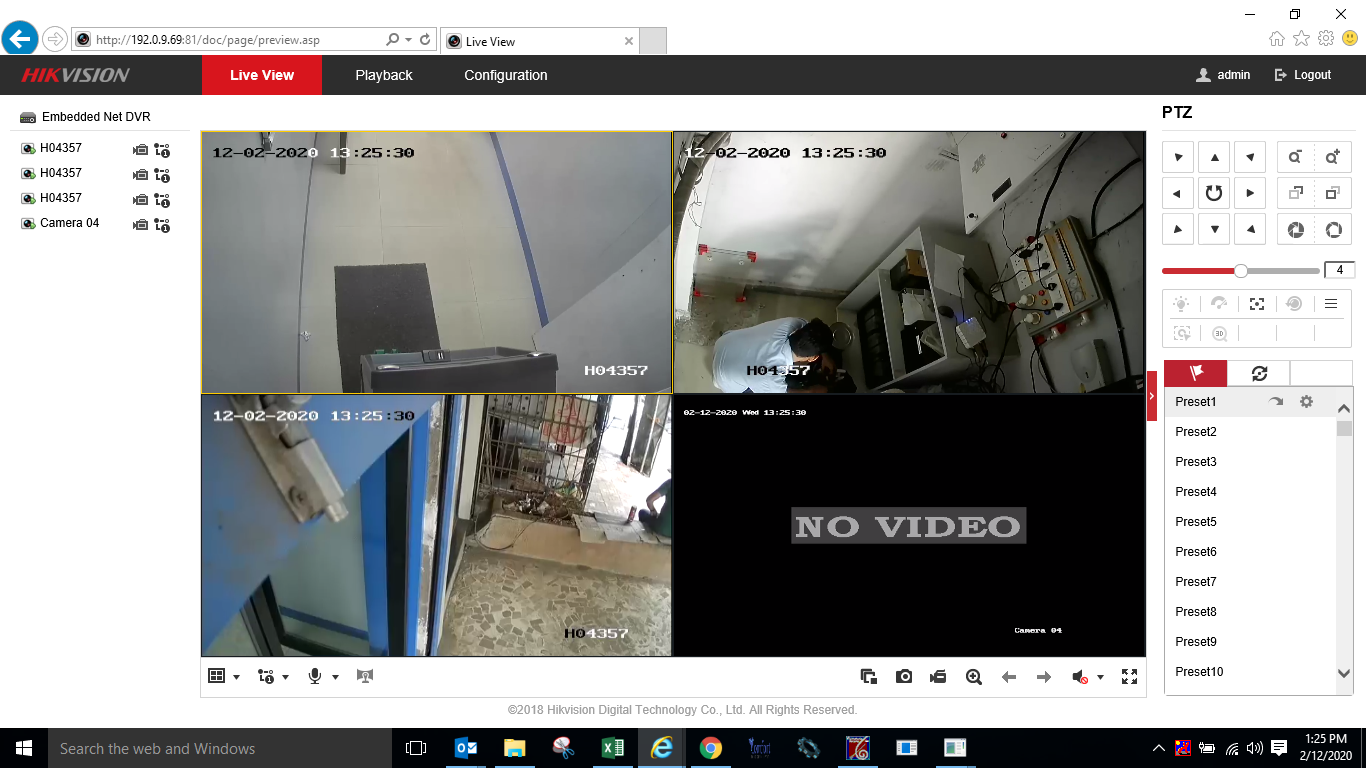 http://192.0.9.69:81/doc/page/preview.asp
Live View
HIKVISION
Live View
Playback
Configuration
admin
Logout
Embedded Net DVR
H04357
H04357
H04357
Camera 04
12-02-2020 13:25:30
H04357
12-02-2020 13:25:30
H04357
12-02-2020 13:25:30
H04357
02-12-2020 Wed 13:25:30
NO VIDEO
Camera 04
PTZ
4
3D
Preset1
Preset2
Preset3
Preset4
Preset5
Preset6
Preset7
Preset8
Preset9
Preset10
©2018 Hikvision Digital Technology Co., Ltd. All Rights Reserved.
Search the web and Windows
1:25 PM
2/12/2020